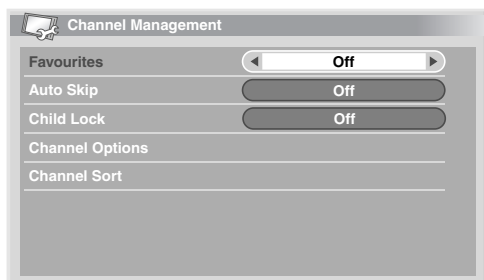 Channel Management
Favourites Off
Auto Skip Off
Child Lock Off
Channel Options
Channel Sort